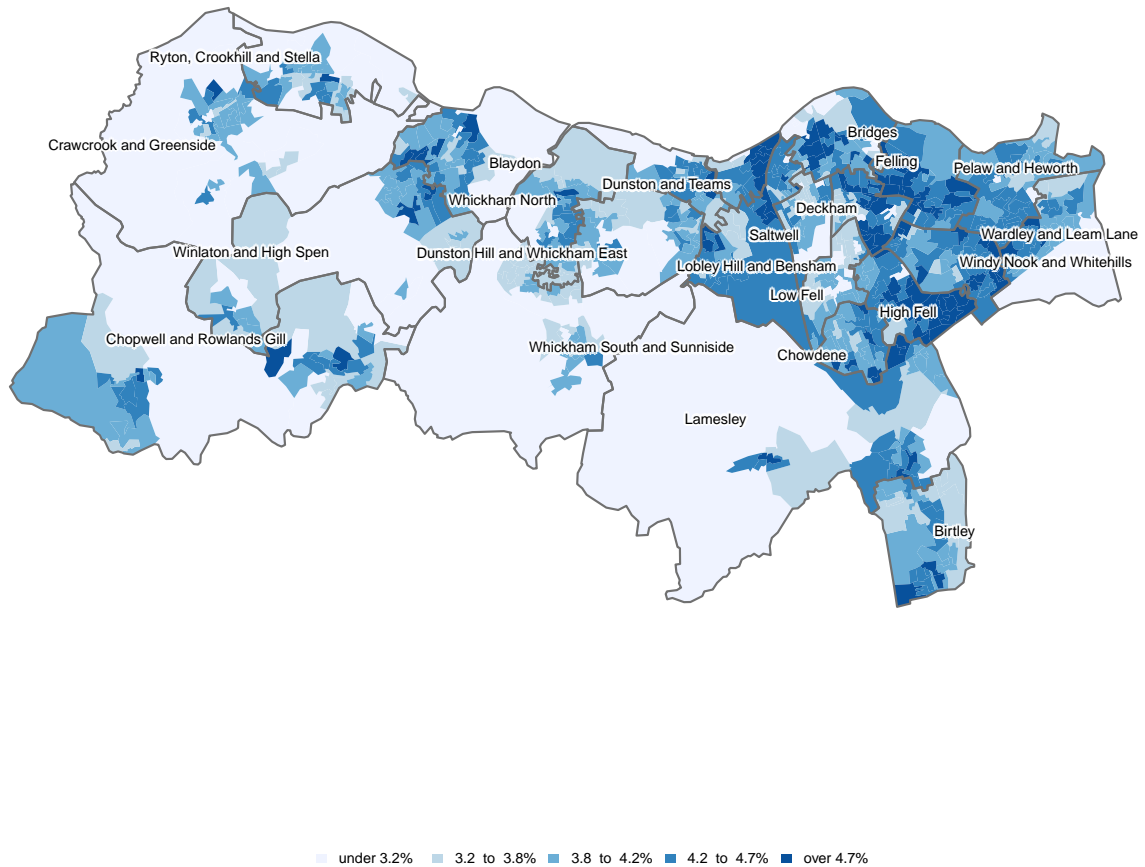 Ryton, Crookhill and Stella
Bridges
Crawcrook and Greenside
Felling
Blaydon
Pelaw and Heworth
Dunston and Teams
Whickham North
Deckham
Saltwell
Wardley and Leam Lane
Winlaton and High Spen
Dunston Hill and Whickham East
Windy Nook and Whitehills
Lobley Hill and Bensham
Low Fell
High Fell
Chopwell and Rowlands Gill
Whickham South and Sunniside
Chowdene
Lamesley
Birtley
under 3.2% 3.2 to 3.8% 3.8 to 4.2% 4.2 to 4.7% over 4.7%